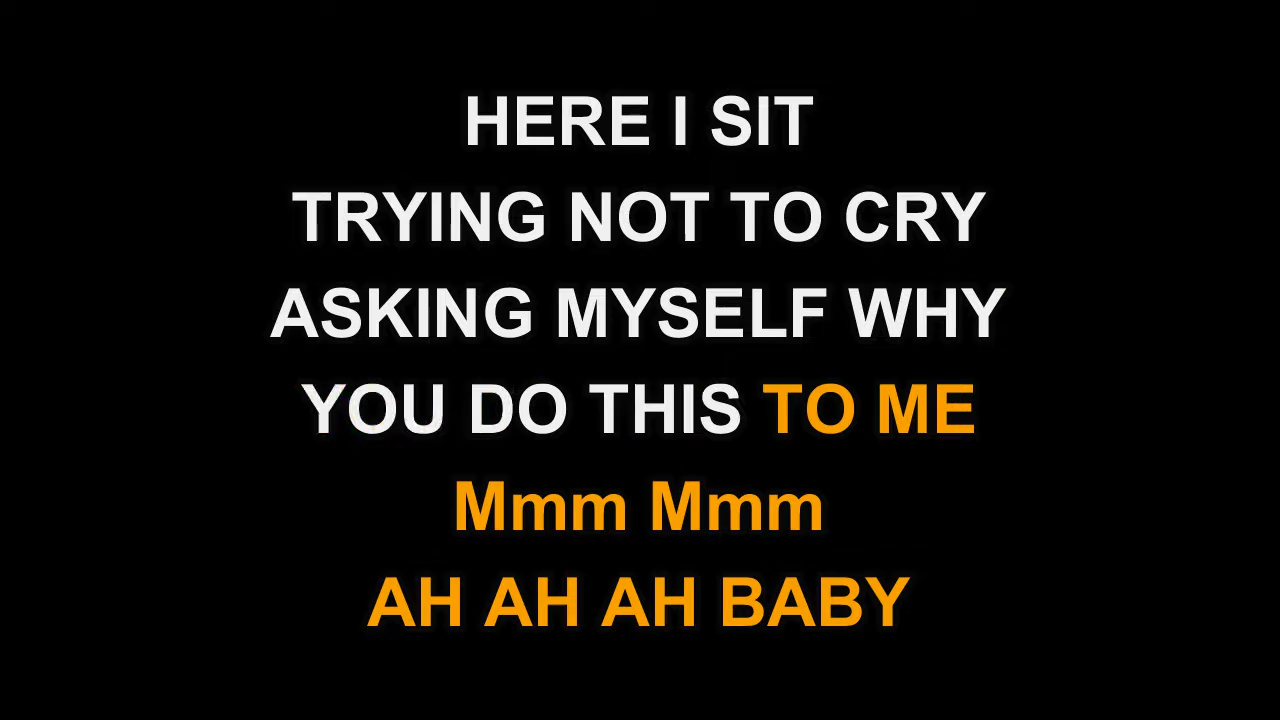 HERE I SIT
TRYING NOT TO CRY
ASKING MYSELF WHY
YOU DO THIS TO ME
Mmm Mmm
AH AH AH BABY